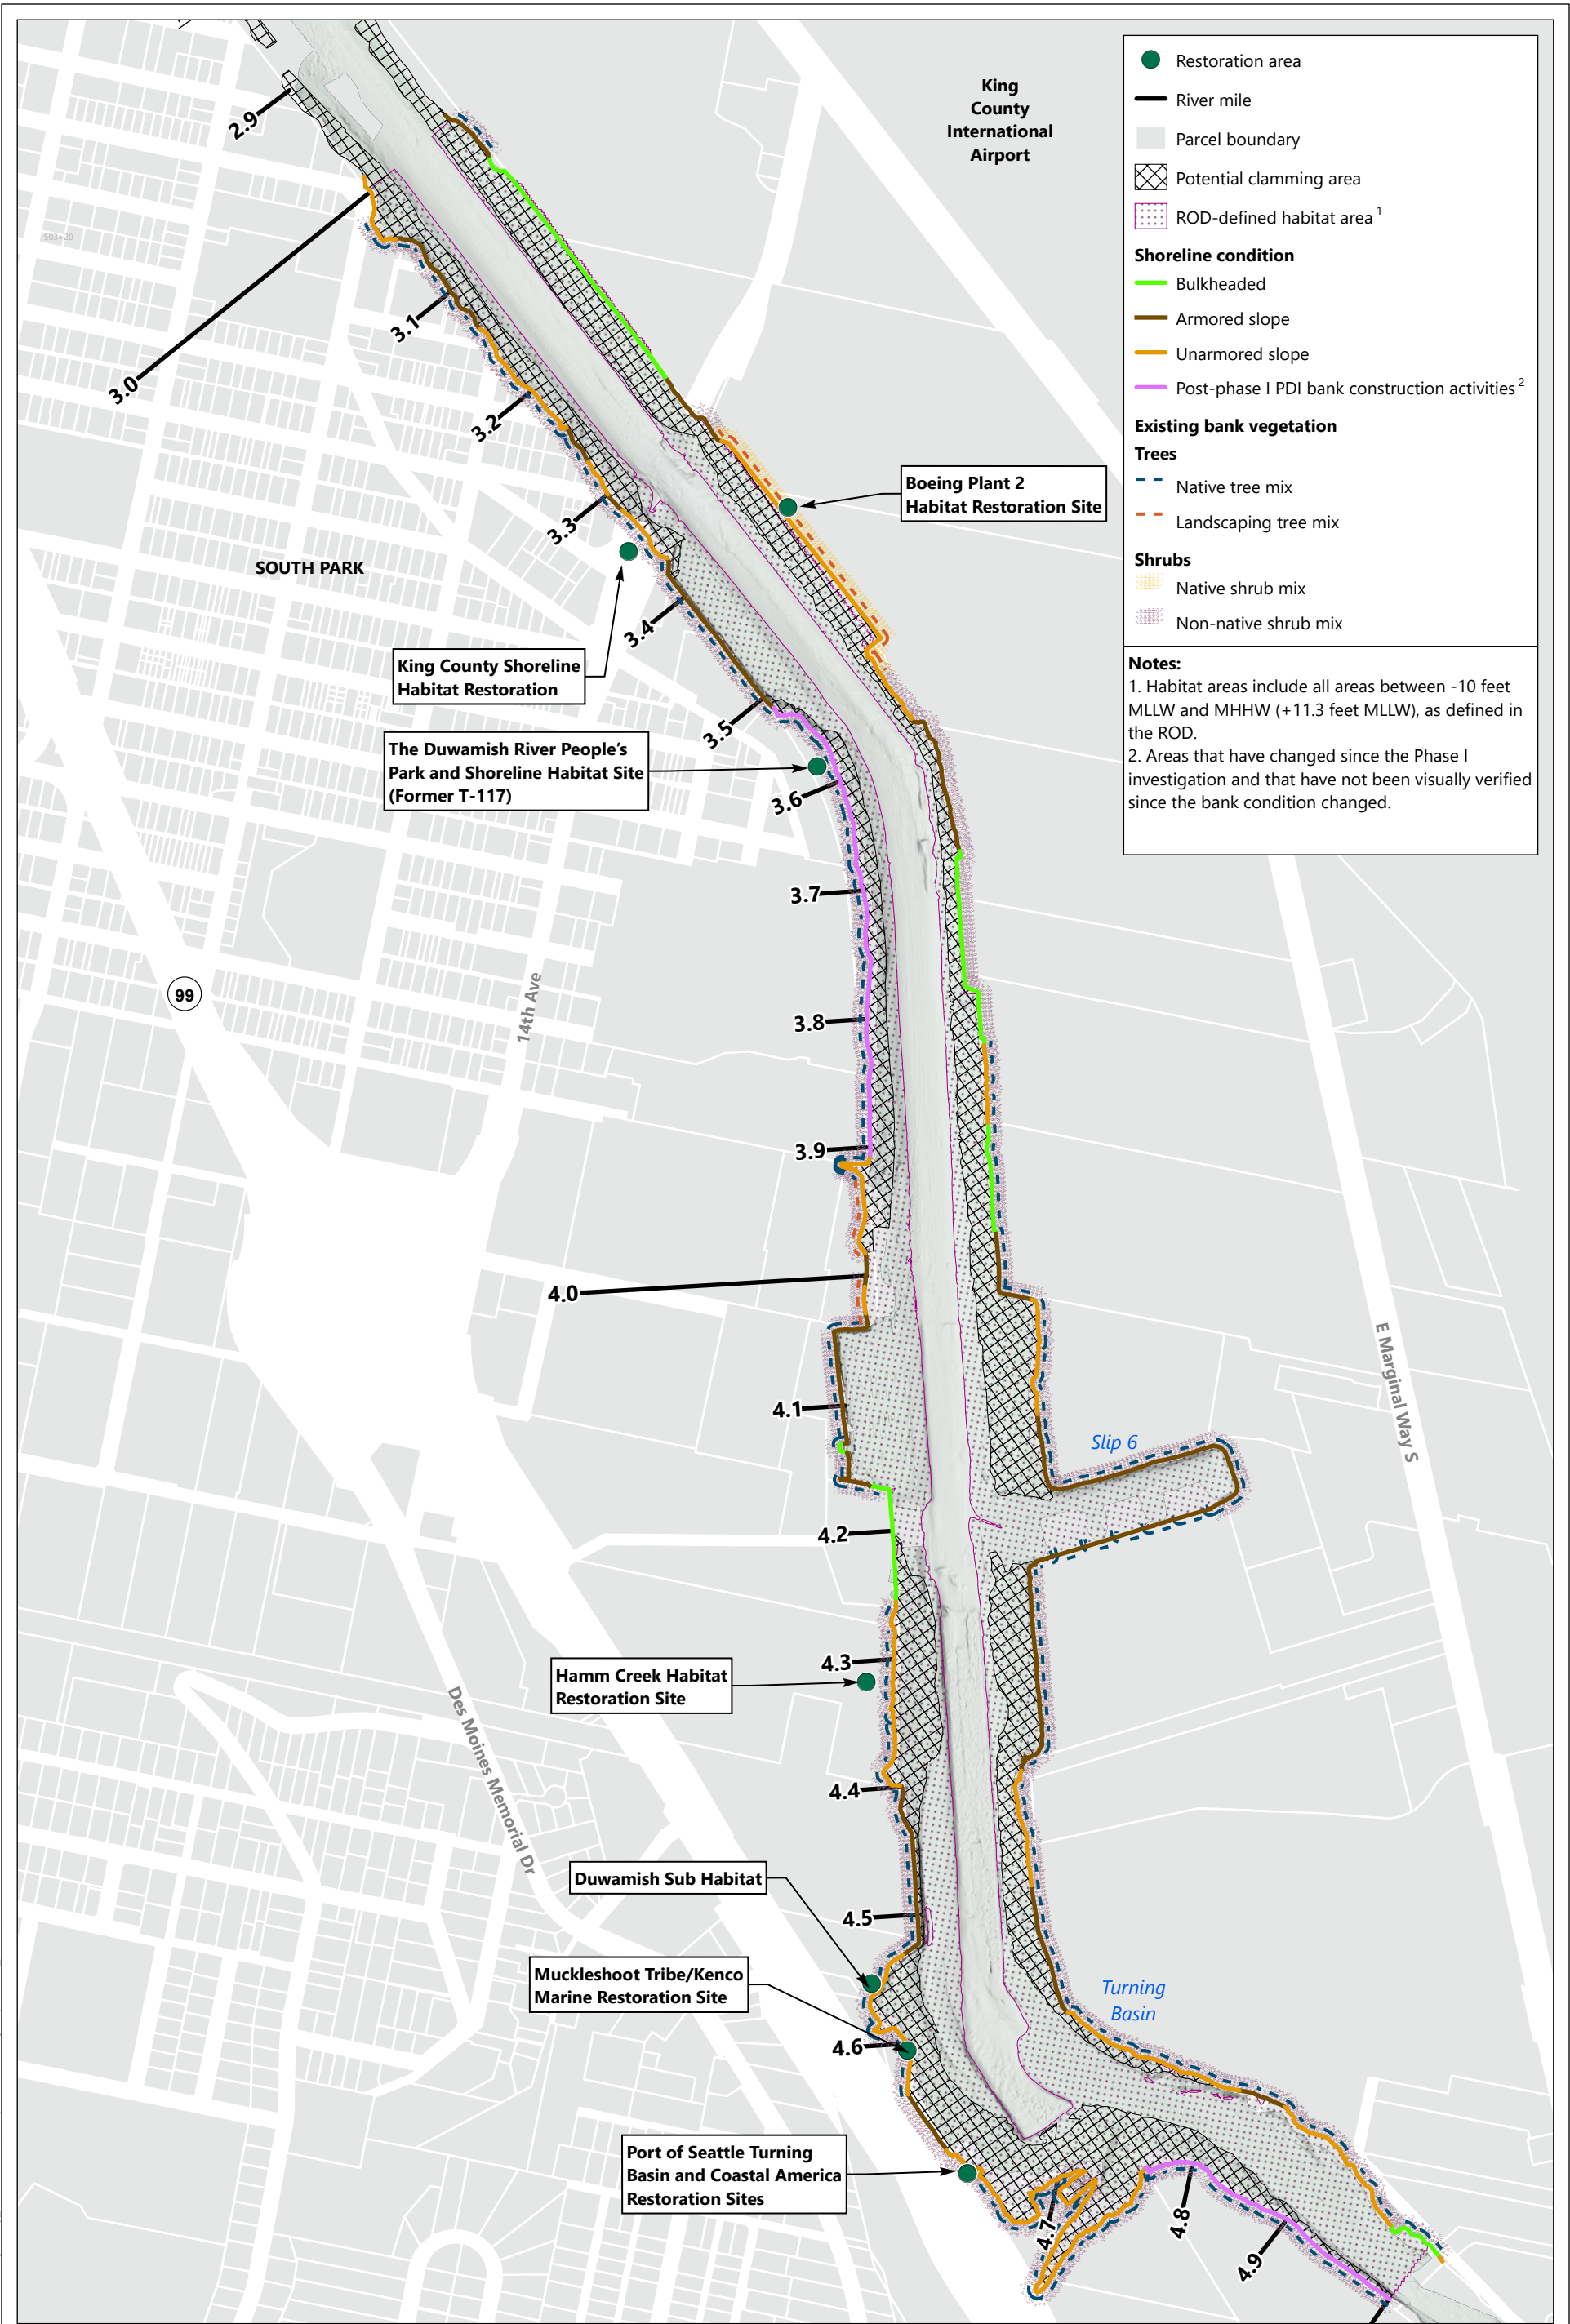 King
County
International
Airport
Restoration area
River mile
Parcel boundary
Potential clamming area
ROD-defined habitat area 1
Shoreline condition
Bulkheaded
Armored slope
Unarmored slope
Post-phase I PDI bank construction activities 2
Existing bank vegetation
Trees
Native tree mix
Landscaping tree mix
Shrubs
Native shrub mix
Non-native shrub mix
Notes:
1. Habitat areas include all areas between -10 feet
MLLW and MHHW (+11.3 feet MLLW), as defined in
the ROD.
2. Areas that have changed since the Phase I
investigation and that have not been visually verified
since the bank condition changed.
2.9
503+20
3.0
3.1
3.2
3.3
Boeing Plant 2
Habitat Restoration Site
SOUTH PARK
3.4
King County Shoreline
Habitat Restoration
3.5
The Duwamish River People's
Park and Shoreline Habitat Site
(Former T-117)
3.6
3.7
99
14th Ave
3.8
3.9
4.0
E Marginal Way S
4.1
Slip 6
4.2
4.3
Hamm Creek Habitat
Restoration Site
Des Moines Memorial Dr
4.4
Duwamish Sub Habitat
4.5
Muckleshoot Tribe/Kenco
Marine Restoration Site
Turning
Basin
4.6
Port of Seattle Turning
Basin and Coastal America
Restoration Sites
4.7
4.8
4.9